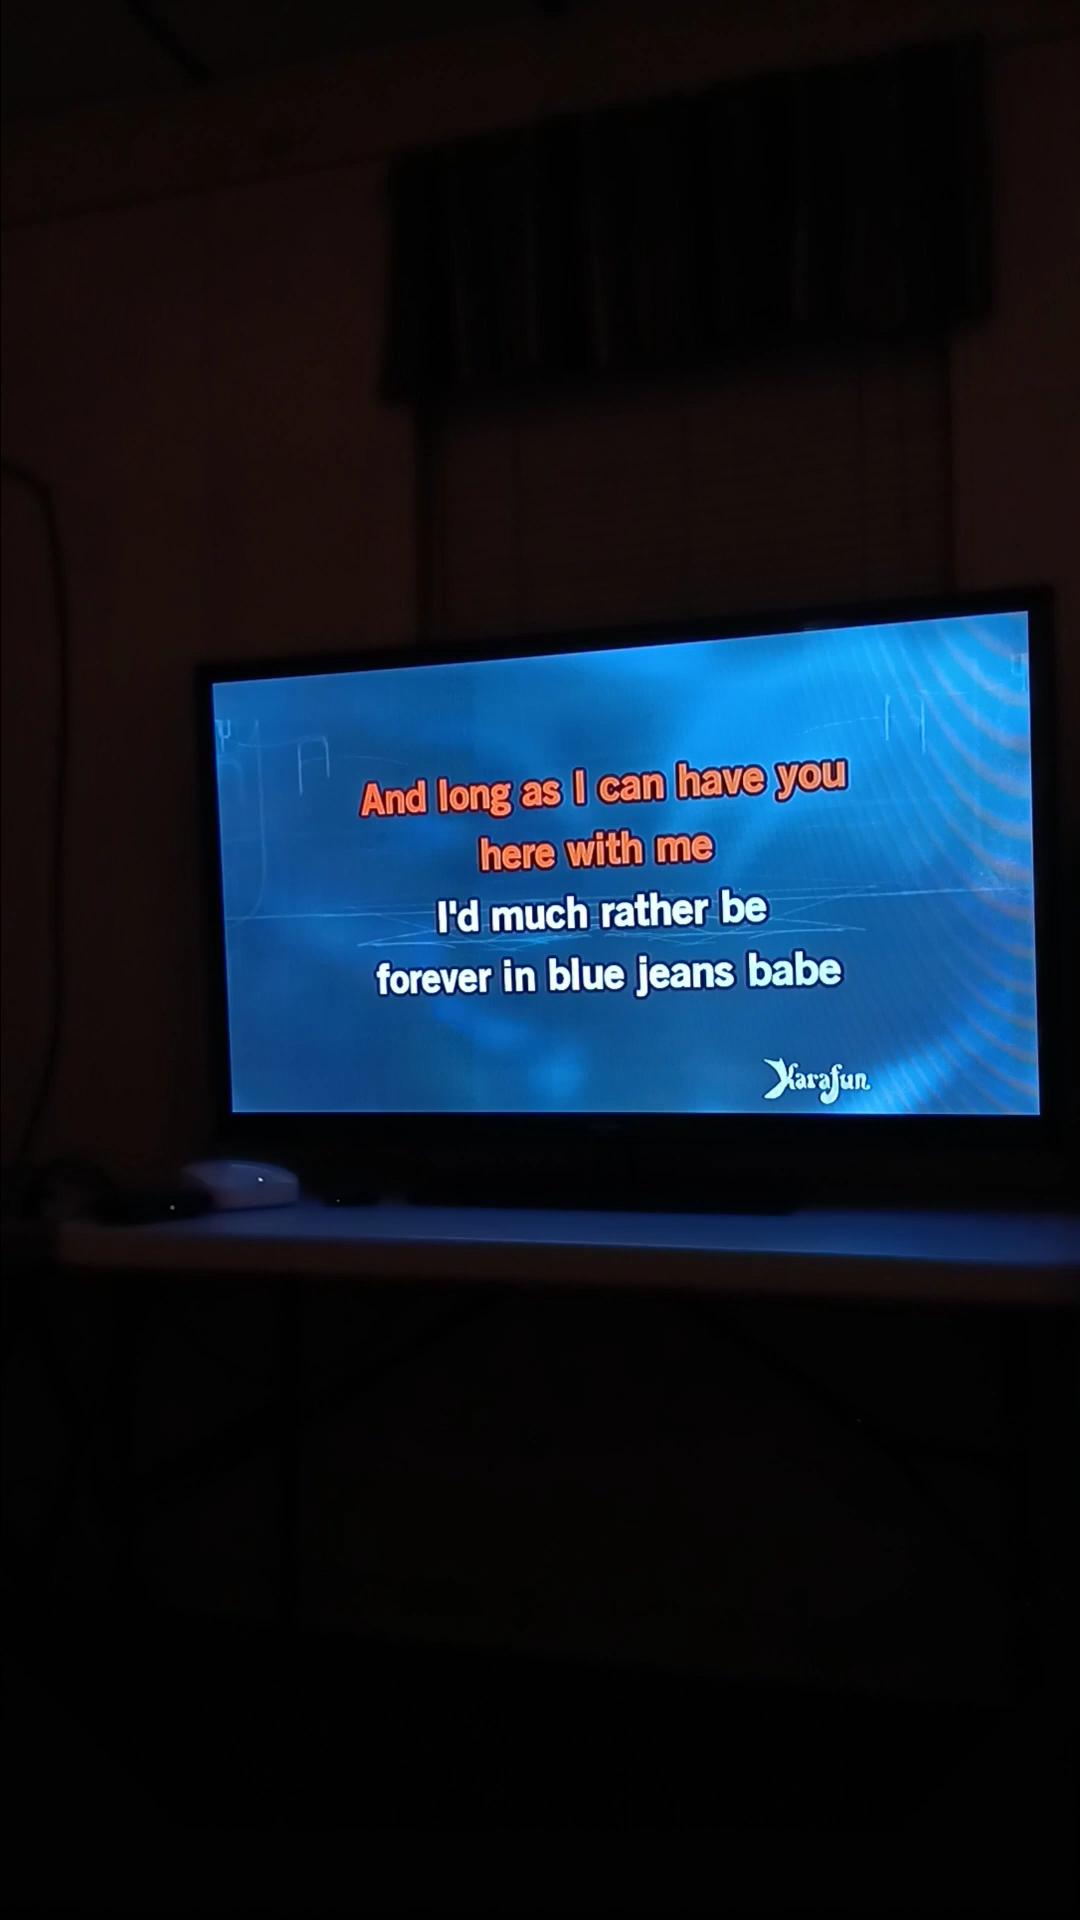 And long as I can have you
here with me
I'd much rather be
forever in blue jeans babe
Karafun